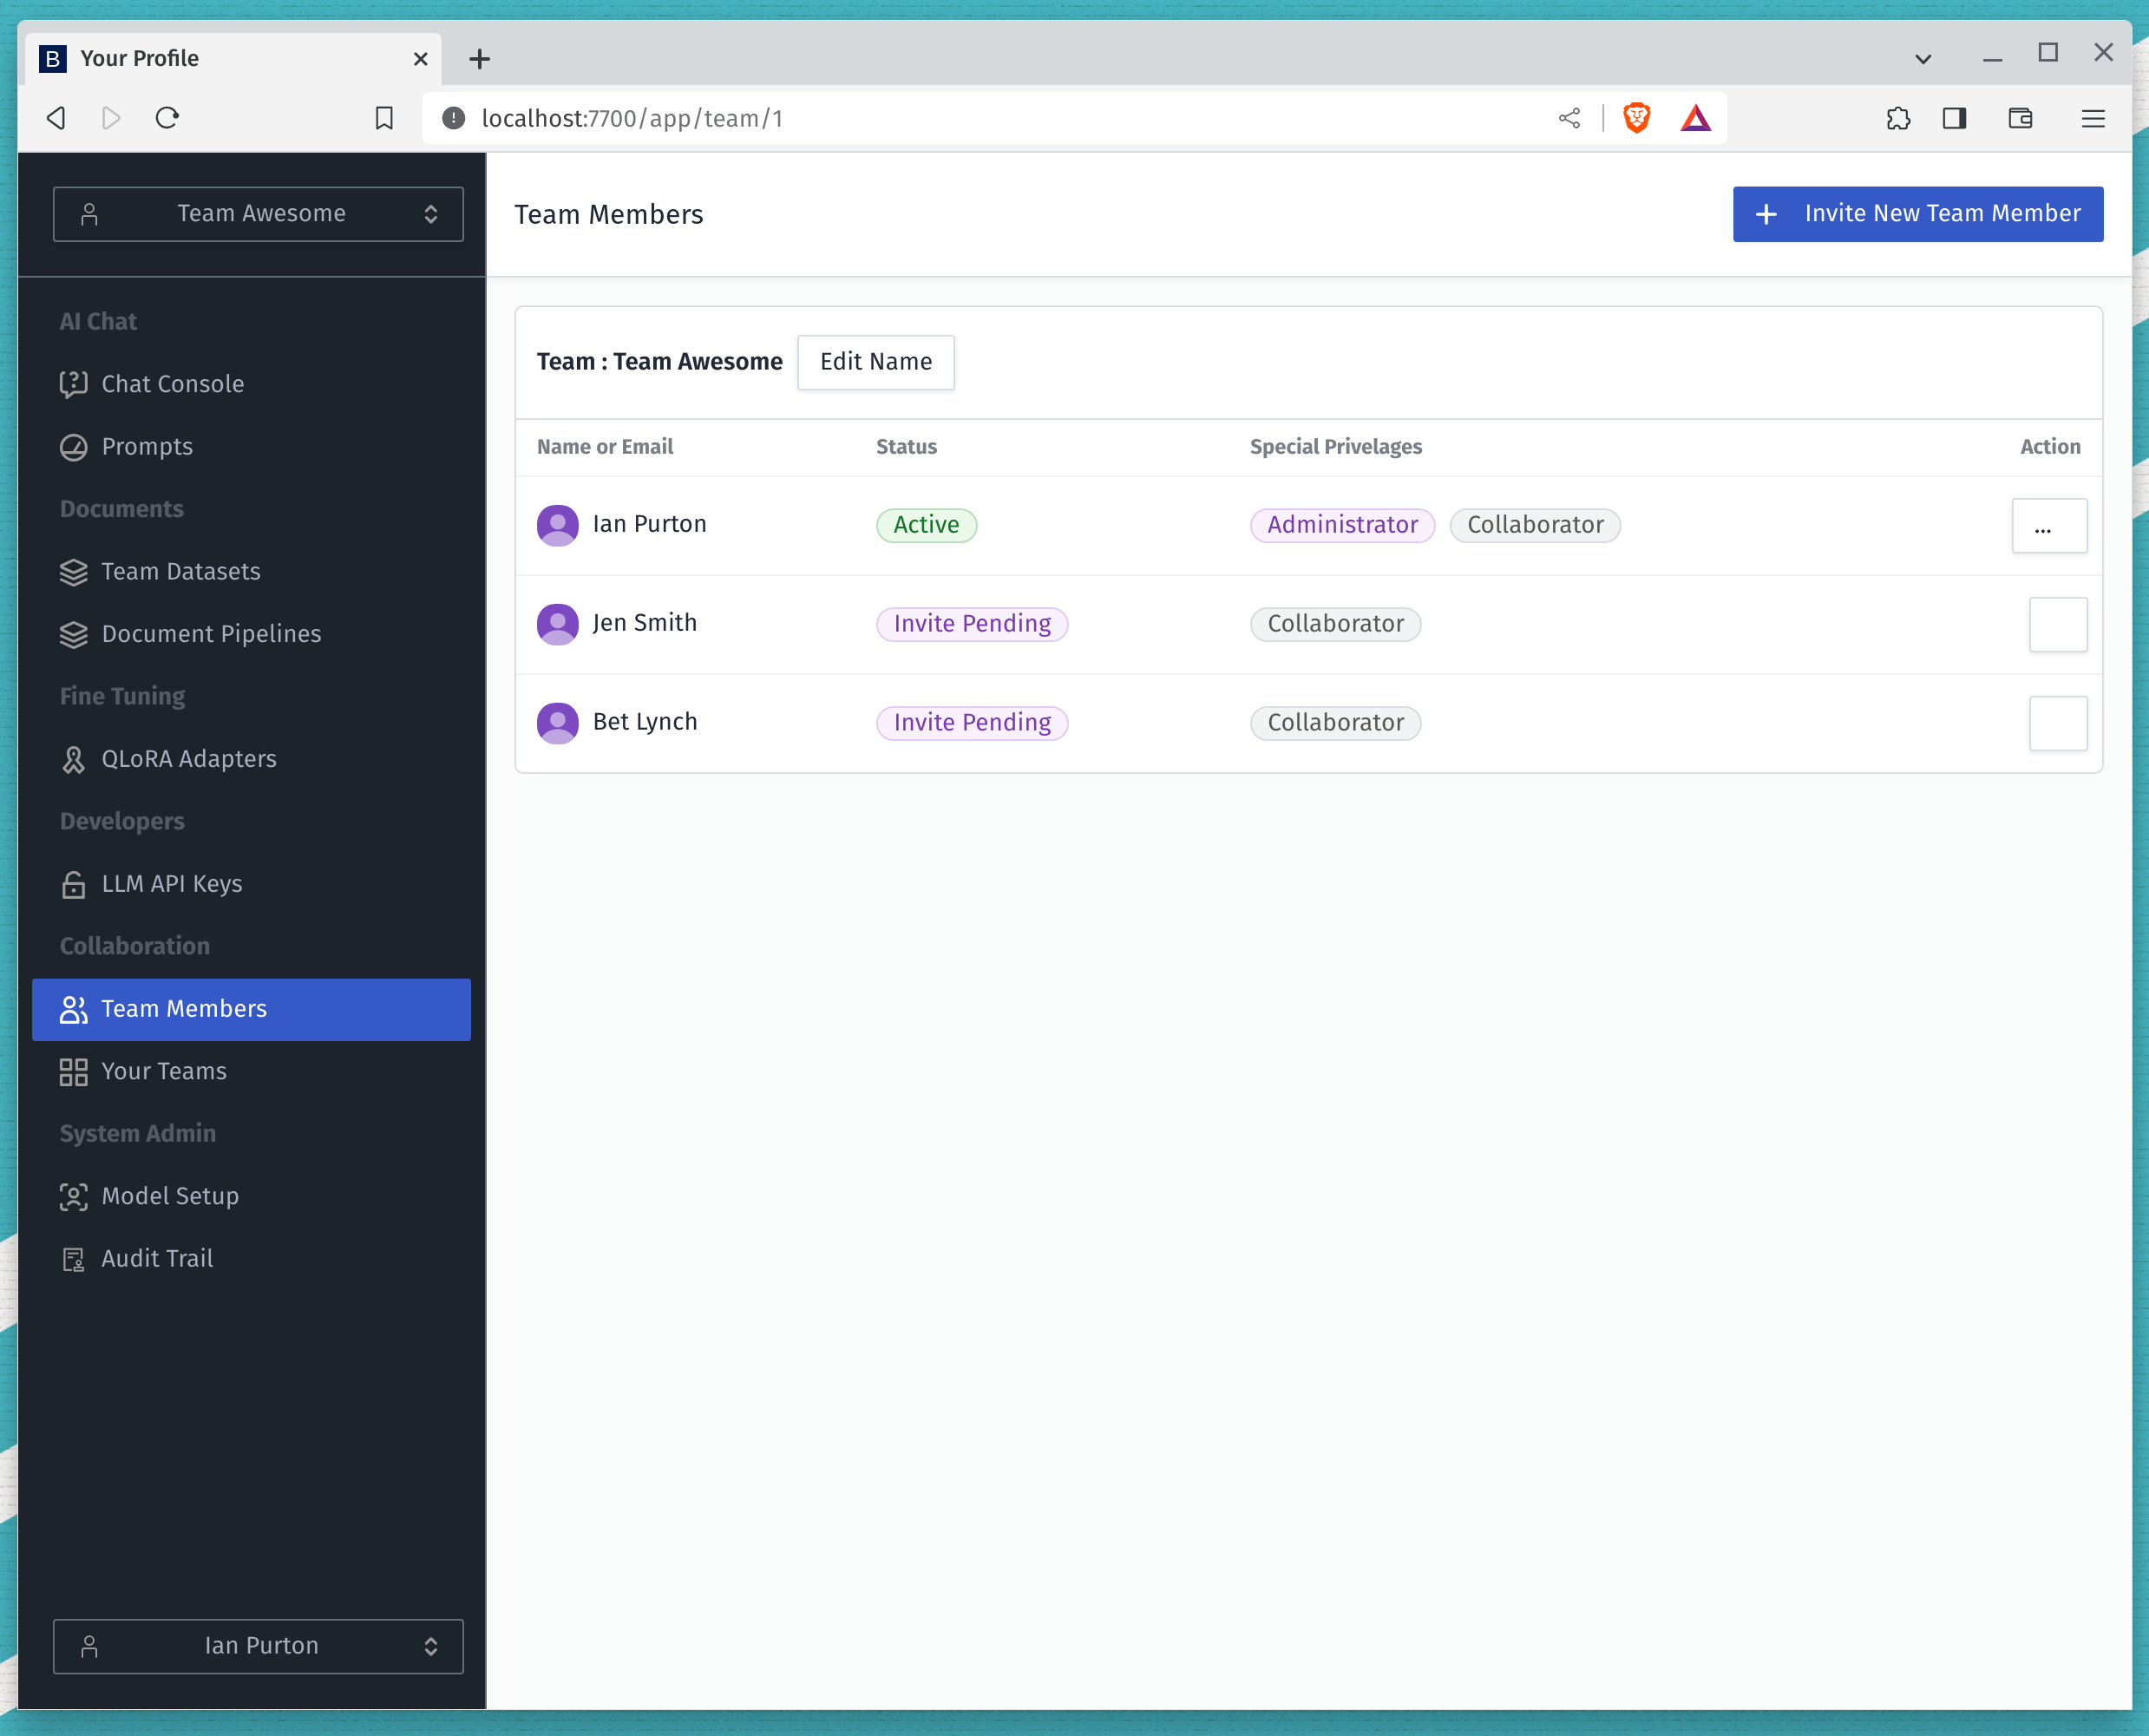 B Your Profile
localhost:7700/app/team/1
Team Awesome
Team Members
Invite New Team Member
AI Chat
Chat Console
Prompts
Documents
Team Datasets
Document Pipelines
Fine Tuning
QLoRA Adapters
Developers
LLM API Keys
Collaboration
Team Members
Your Teams
System Admin
Model Setup
Audit Trail
Ian Purton
Team : Team Awesome Edit Name
Name or Email Status Special Privelages Action
Ian Purton Active Administrator Collaborator ...
Jen Smith Invite Pending Collaborator
Bet Lynch Invite Pending Collaborator